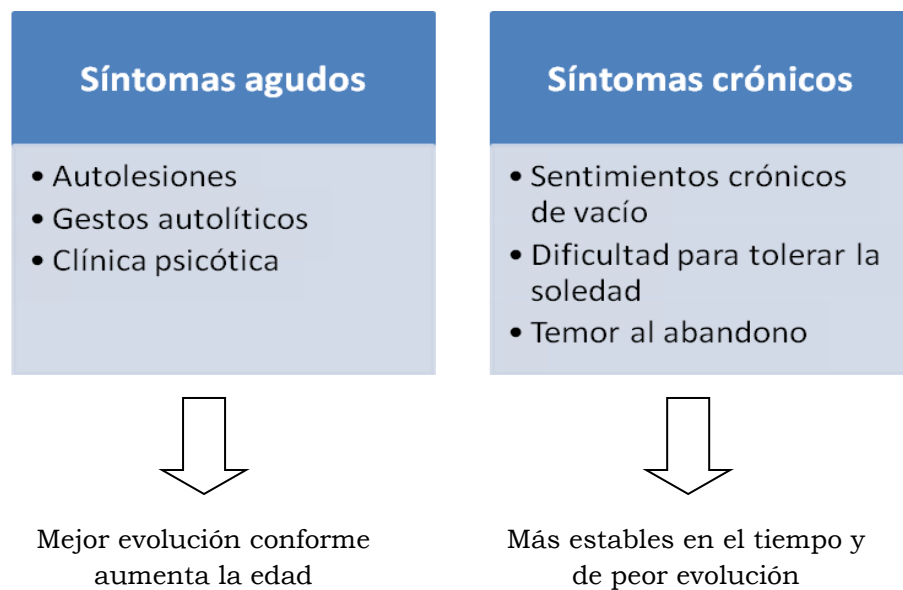 Síntomas agudos
• Autolesiones
• Gestos autolíticos
• Clínica psicótica
Mejor evolución conforme
aumenta la edad
Síntomas crónicos
• Sentimientos crónicos
de vacío
• Dificultad para tolerar la
soledad
• Temor al abandono
Más estables en el tiempo y
de peor evolución